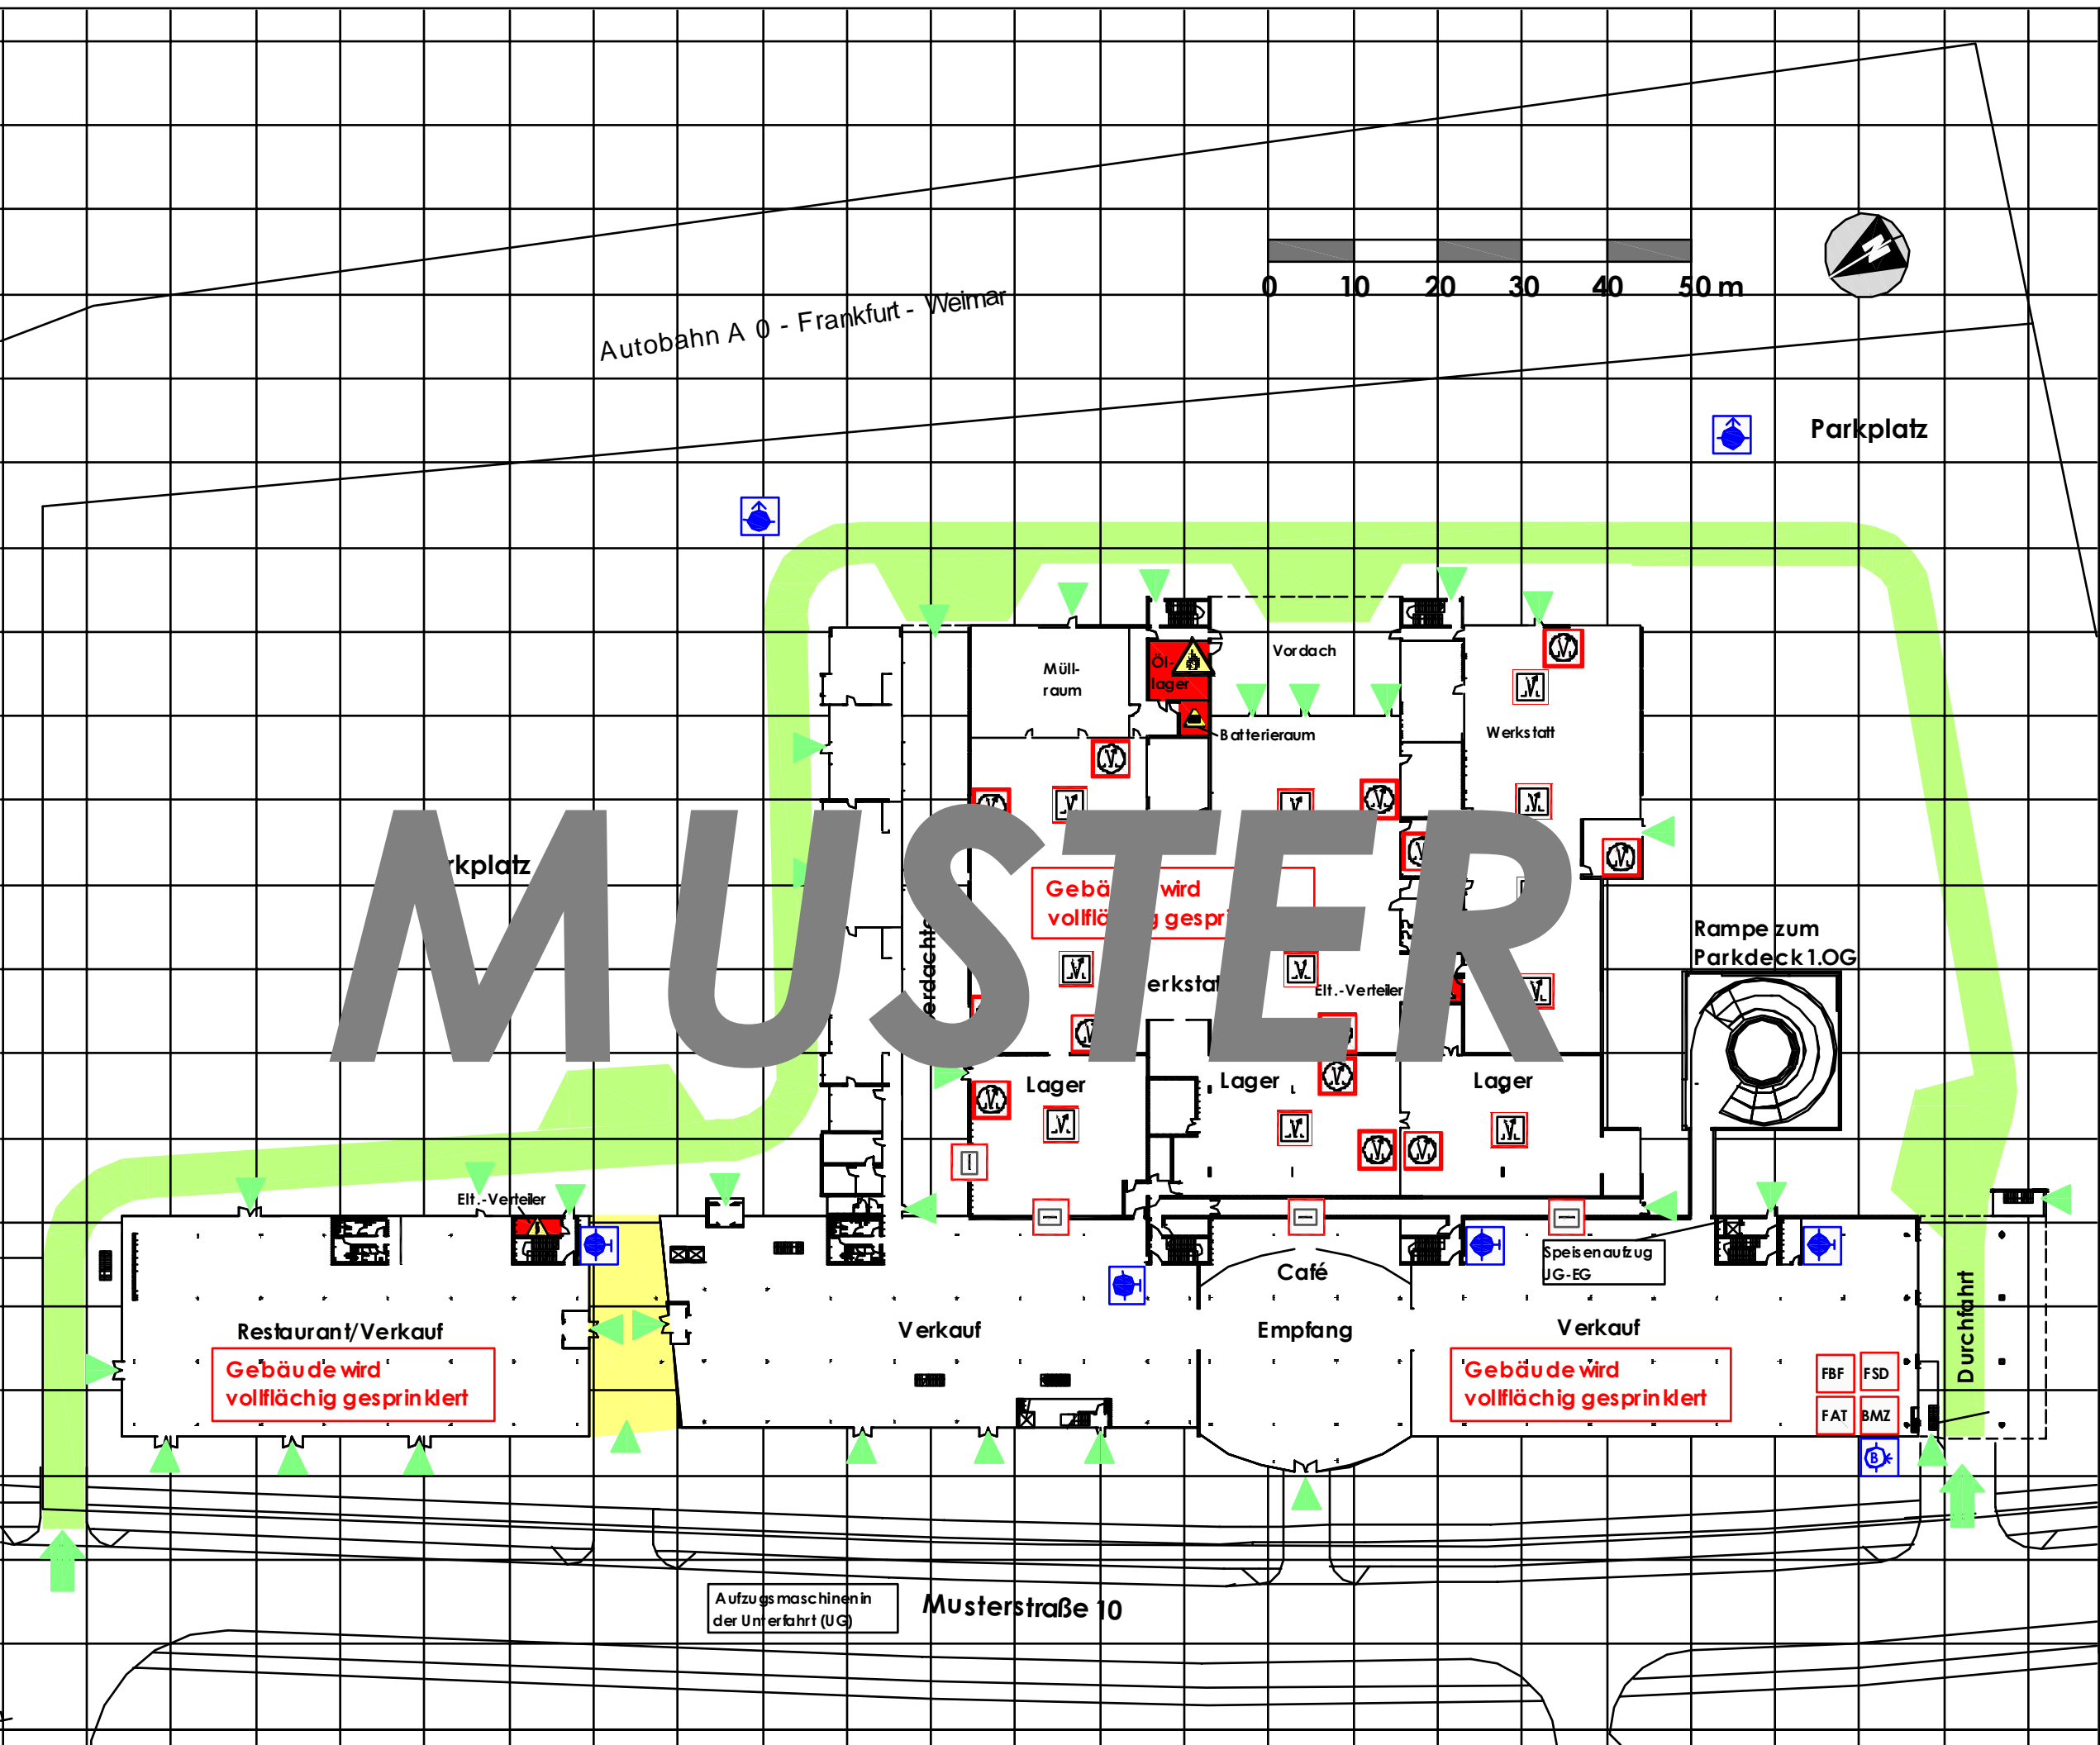 0 10 20 30 40 50 m
N
Autobahn A 0 - Frankfurt - Weimar
Parkplatz
Müll-
raum
Öl-
lager
Vordach
Batterieraum
Werkstatt
MUSTER
Gebä wird
vollflä g gespri
Elt.-Verteiler
Rampe zum
Parkdeck 1.OG
Lager
Lager
Lager
Elt.-Verteiler
Speisenaufzug
UG-EG
Café
Restaurant/Verkauf
Verkauf
Empfang
Verkauf
Durchfahrt
Gebäude wird
vollflächig gesprinklert
Gebäude wird
vollflächig gesprinklert
FBF FSD
FAT BMZ
B
Aufzugsmaschinen in
der Unterfahrt (UG)
Musterstraße 10